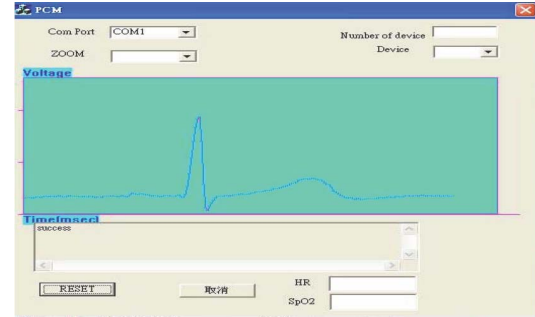 PCM
Com Port COM1 Number of device
ZOOM Device
Voltage
Time[msec]
success
RESET 取消 HR
SpO2